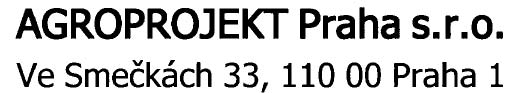 AGROPROJEKT Praha s.r.o.
Ve Smečkách 33, 110 00 Praha 1